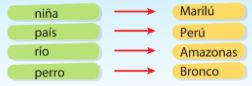 niña Marilú
país Perú
río Amazonas
perro Bronco